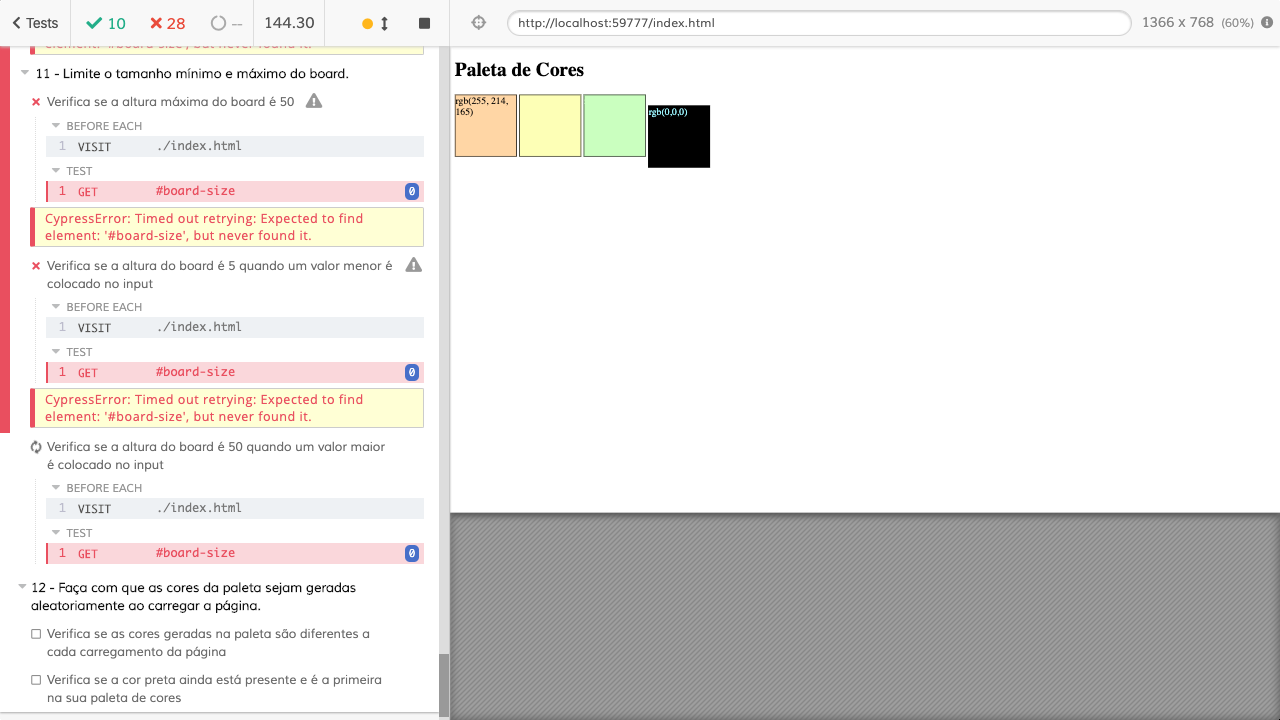 Tests
10
28
--
144.30
http://localhost:59777/index.html
1366 x 768 (60%)
element: '#board-size', but never found it.
11 - Limite o tamanho mínimo e máximo do board.
Verifica se a altura máxima do board é 50
BEFORE EACH
1 VISIT ./index.html
TEST
1 GET #board-size 0
CypressError: Timed out retrying: Expected to find
element: '#board-size', but never found it.
Verifica se a altura do board é 5 quando um valor menor é
colocado no input
BEFORE EACH
1 VISIT ./index.html
TEST
1 GET #board-size 0
CypressError: Timed out retrying: Expected to find
element: '#board-size', but never found it.
Verifica se a altura do board é 50 quando um valor maior
é colocado no input
BEFORE EACH
1 VISIT ./index.html
TEST
1 GET #board-size 0
12 - Faça com que as cores da paleta sejam geradas
aleatoriamente ao carregar a página.
Verifica se as cores geradas na paleta são diferentes a
cada carregamento da página
Verifica se a cor preta ainda está presente e é a primeira
na sua paleta de cores
Paleta de Cores
rgb(255, 214,
165)
rgb(0,0,0)